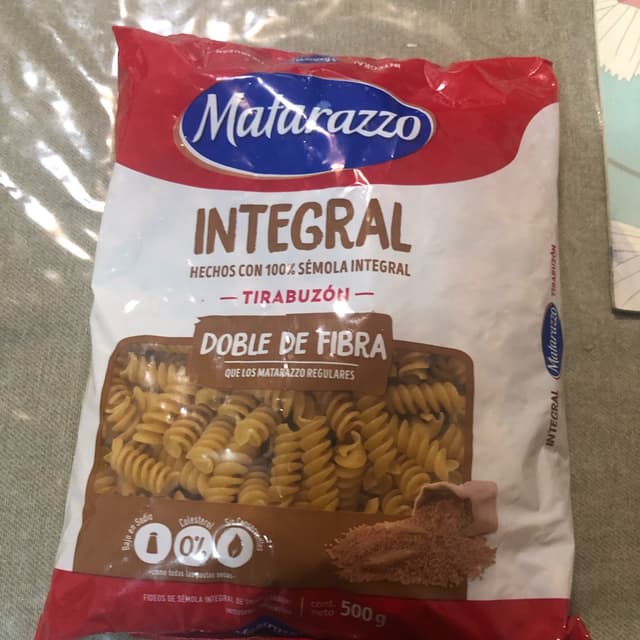 Matarazzo
INTEGRAL
HECHOS CON 100% SÉMOLA INTEGRAL
TIRABUZÓN
DOBLE DE FIBRA
QUE LOS MATARAZZO REGULARES
Bajo en Sodio
Colesterol
0%
-como todas las pastas secas-
FIDEOS DE SÉMOLA INTEGRAL DE
cont. neto 500g
INTEGRAL
Matarazzo
TIRABUZÓN